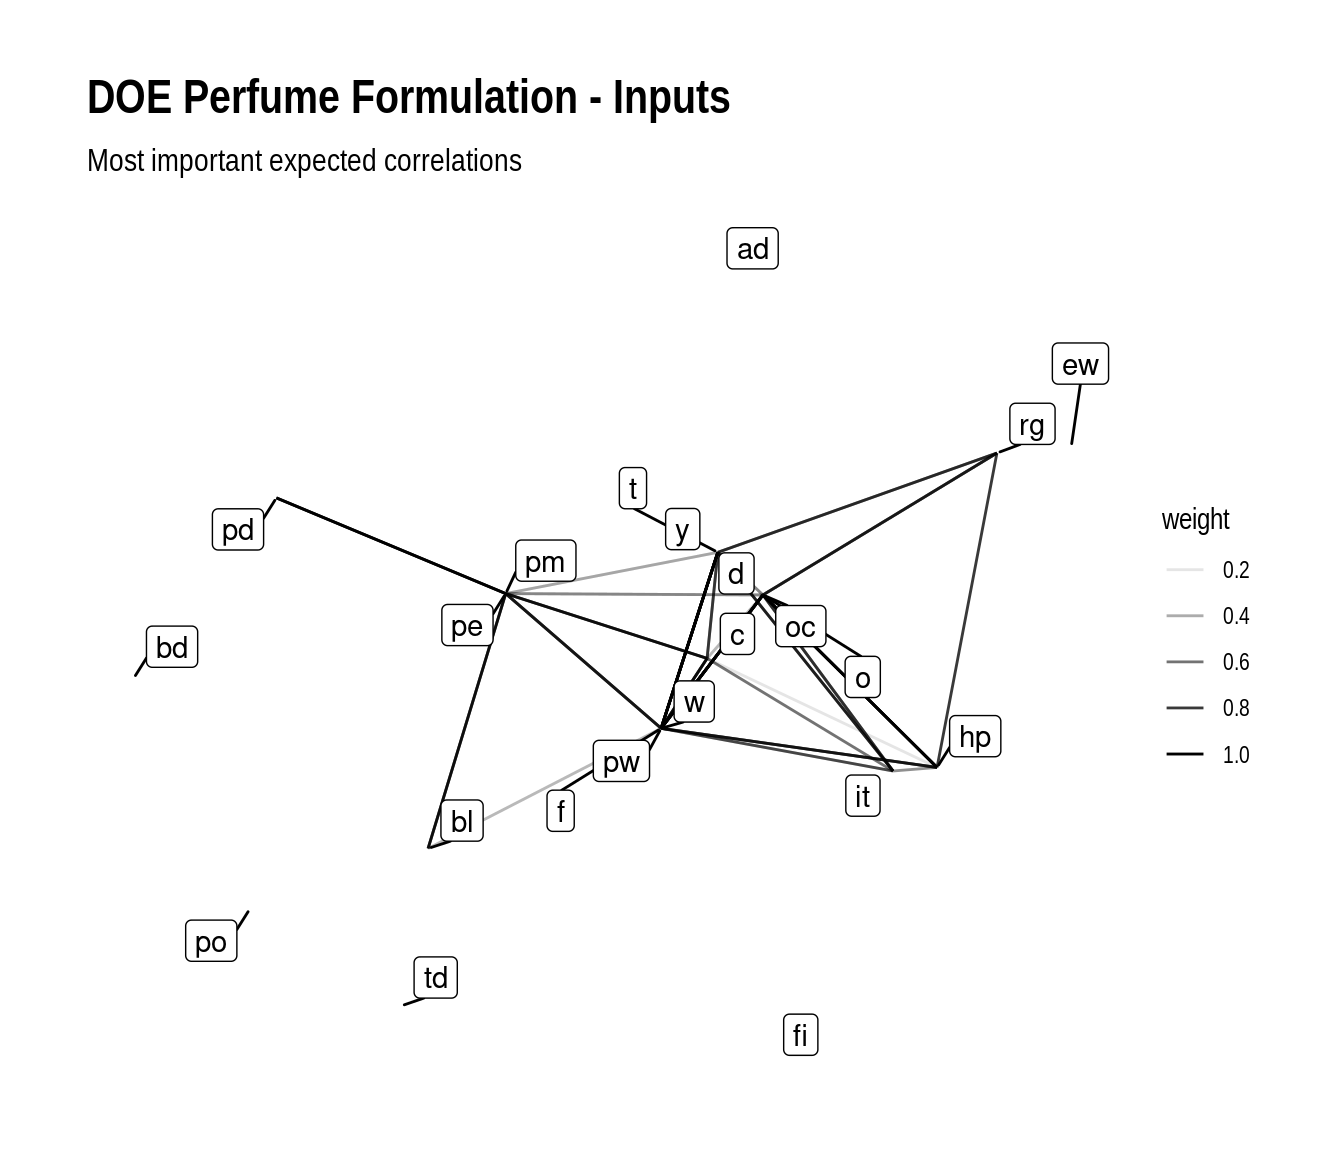 DOE Perfume Formulation - Inputs
Most important expected correlations
ad
ew
rg
t
y
pd
pm
d
pe
c
oc
bd
o
w
hp
pw
it
f
bl
po
td
fi
weight
0.2
0.4
0.6
0.8
1.0